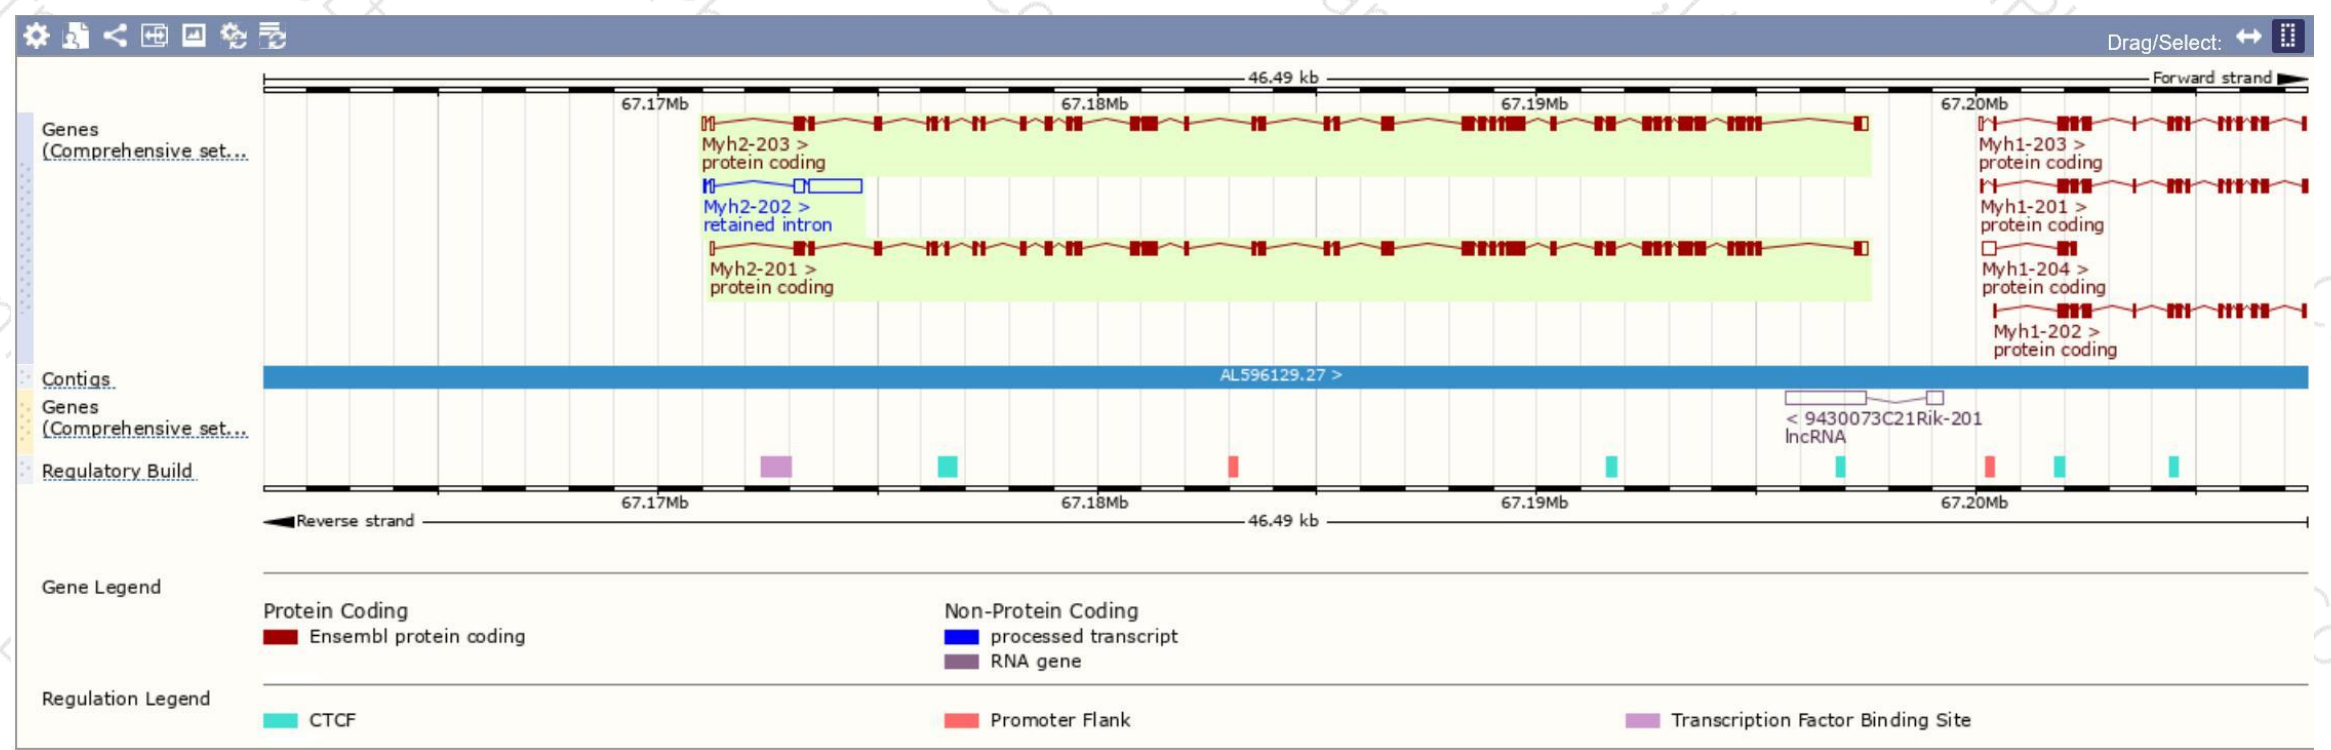 Drag/Select:
46.49 kb
Forward strand
67.17Mb 67.18Mb 67.19Mb 67.20Mb
Genes
(Comprehensive set...
Myh2-203 >
protein coding
Myh1-203 >
protein coding
Myh2-202 >
retained intron
Myh1-201 >
protein coding
Myh2-201 >
protein coding
Myh1-204 >
protein coding
Myh1-202 >
protein coding
Contigs
AL596129.27 >
Genes
(Comprehensive set...
< 9430073C21Rik-201
lncRNA
Regulatory Build
67.17Mb 67.18Mb 67.19Mb 67.20Mb
Reverse strand
46.49 kb
Gene Legend
Protein Coding
Ensembl protein coding
Non-Protein Coding
processed transcript
RNA gene
Regulation Legend
CTCF
Promoter Flank
Transcription Factor Binding Site